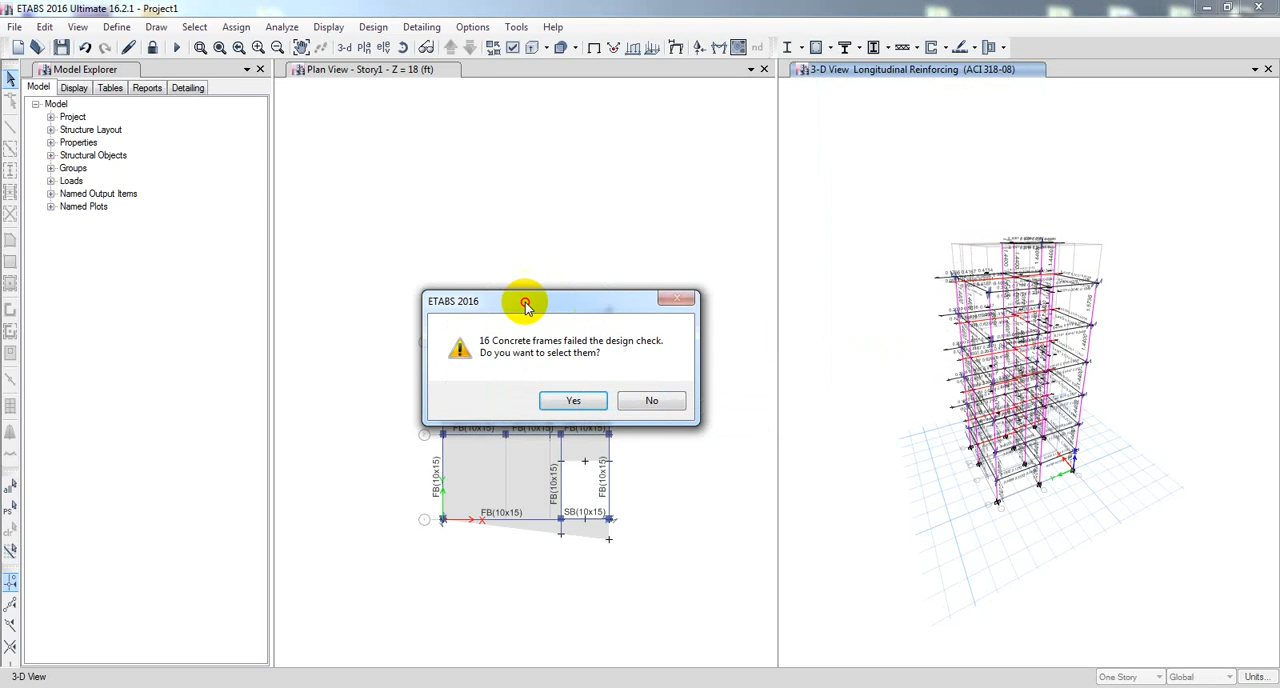 ETABS 2016 Ultimate 16.2.1 - Project1
File Edit View Define Draw Select Assign Analyze Display Design Detailing Options Tools Help
3-d
nd
Model Explorer
Plan View - Story1 - Z = 18 (ft)
3-D View Longitudinal Reinforcing (ACI 318-08)
Model Display Tables Reports Detailing
Model
Project
Structure Layout
Properties
Structural Objects
Groups
Loads
Named Output Items
Named Plots
ETABS 2016
16 Concrete frames failed the design check.
Do you want to select them?
Yes No
FB(10x15) FB(10x15) FB(10x15)
FB(10x15) FB(10x15) FB(10x15)
FB(10x15) SB(10x15)
X
3-D View
One Story Global Units...